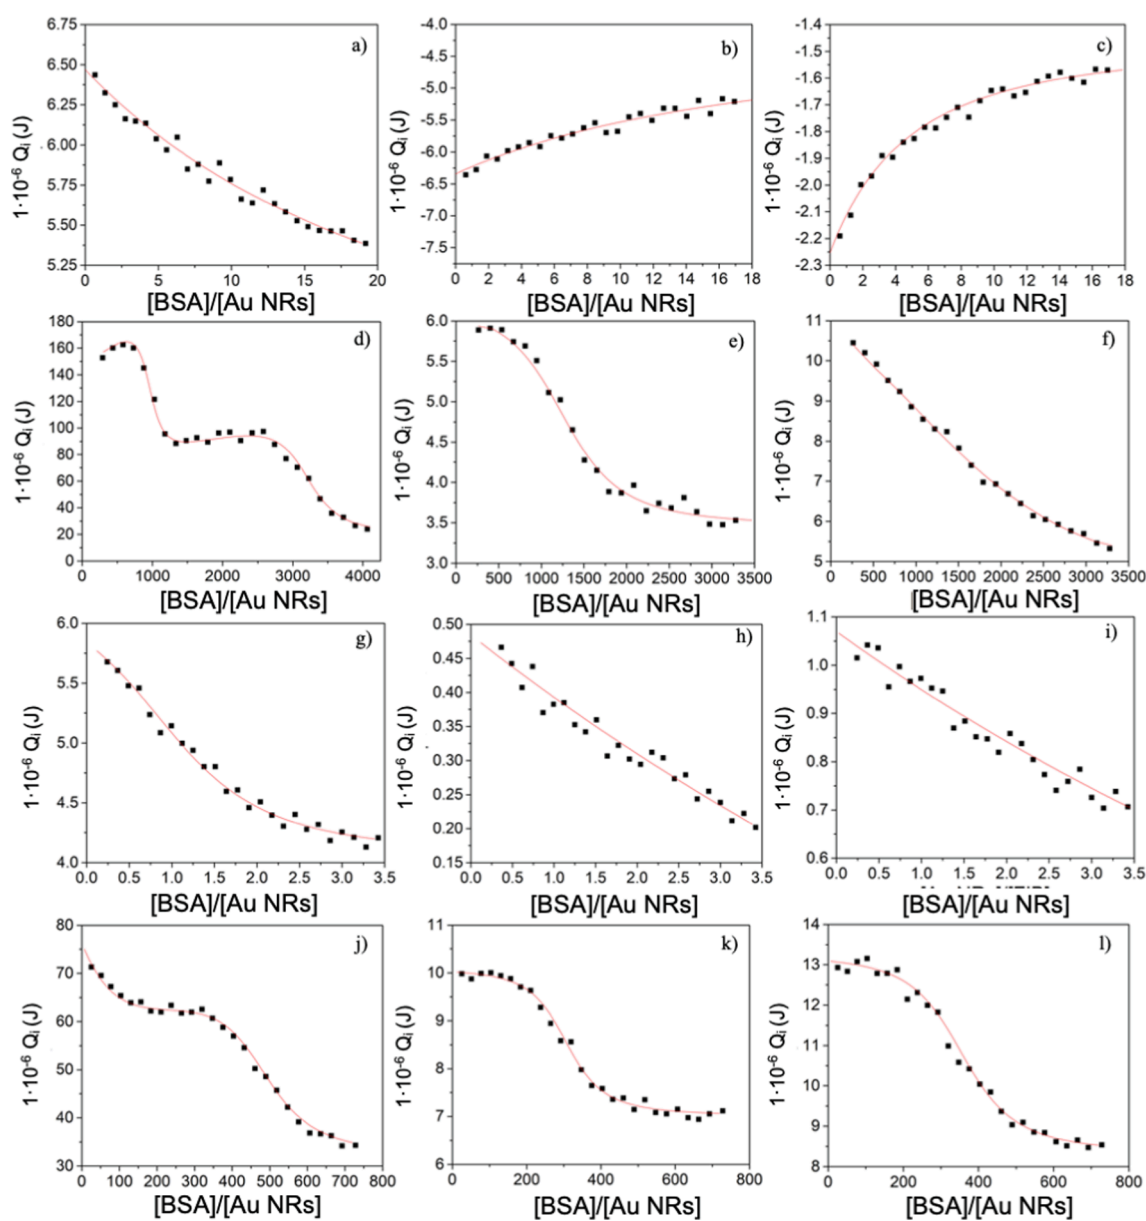 a)
6.75
6.50
6.25
6.00
5.75
5.50
5.25
1·10⁻⁶ Qᵢ (J)
0 5 10 15 20
[BSA]/[Au NRs]
b)
-4.0
-4.5
-5.0
-5.5
-6.0
-6.5
-7.0
-7.5
1·10⁻⁶ Qᵢ (J)
0 2 4 6 8 10 12 14 16 18
[BSA]/[Au NRs]
c)
-1.4
-1.5
-1.6
-1.7
-1.8
-1.9
-2.0
-2.1
-2.2
-2.3
1·10⁻⁶ Qᵢ (J)
0 2 4 6 8 10 12 14 16 18
[BSA]/[Au NRs]
d)
180
160
140
120
100
80
60
40
20
0
1·10⁻⁶ Qᵢ (J)
0 1000 2000 3000 4000
[BSA]/[Au NRs]
e)
6.0
5.5
5.0
4.5
4.0
3.5
3.0
1·10⁻⁶ Qᵢ (J)
0 500 1000 1500 2000 2500 3000 3500
[BSA]/[Au NRs]
f)
11
10
9
8
7
6
5
1·10⁻⁶ Qᵢ (J)
0 500 1000 1500 2000 2500 3000 3500
[BSA]/[Au NRs]
g)
6.0
5.5
5.0
4.5
4.0
1·10⁻⁶ Qᵢ (J)
0.0 0.5 1.0 1.5 2.0 2.5 3.0 3.5
[BSA]/[Au NRs]
h)
0.50
0.45
0.40
0.35
0.30
0.25
0.20
0.15
1·10⁻⁶ Qᵢ (J)
0.0 0.5 1.0 1.5 2.0 2.5 3.0 3.5
[BSA]/[Au NRs]
i)
1.1
1.0
0.9
0.8
0.7
0.6
1·10⁻⁶ Qᵢ (J)
0.0 0.5 1.0 1.5 2.0 2.5 3.0 3.5
[BSA]/[Au NRs]
j)
80
70
60
50
40
30
1·10⁻⁶ Qᵢ (J)
0 100 200 300 400 500 600 700 800
[BSA]/[Au NRs]
k)
11
10
9
8
7
6
1·10⁻⁶ Qᵢ (J)
0 200 400 600 800
[BSA]/[Au NRs]
l)
14
13
12
11
10
9
8
1·10⁻⁶ Qᵢ (J)
0 200 400 600 800
[BSA]/[Au NRs]